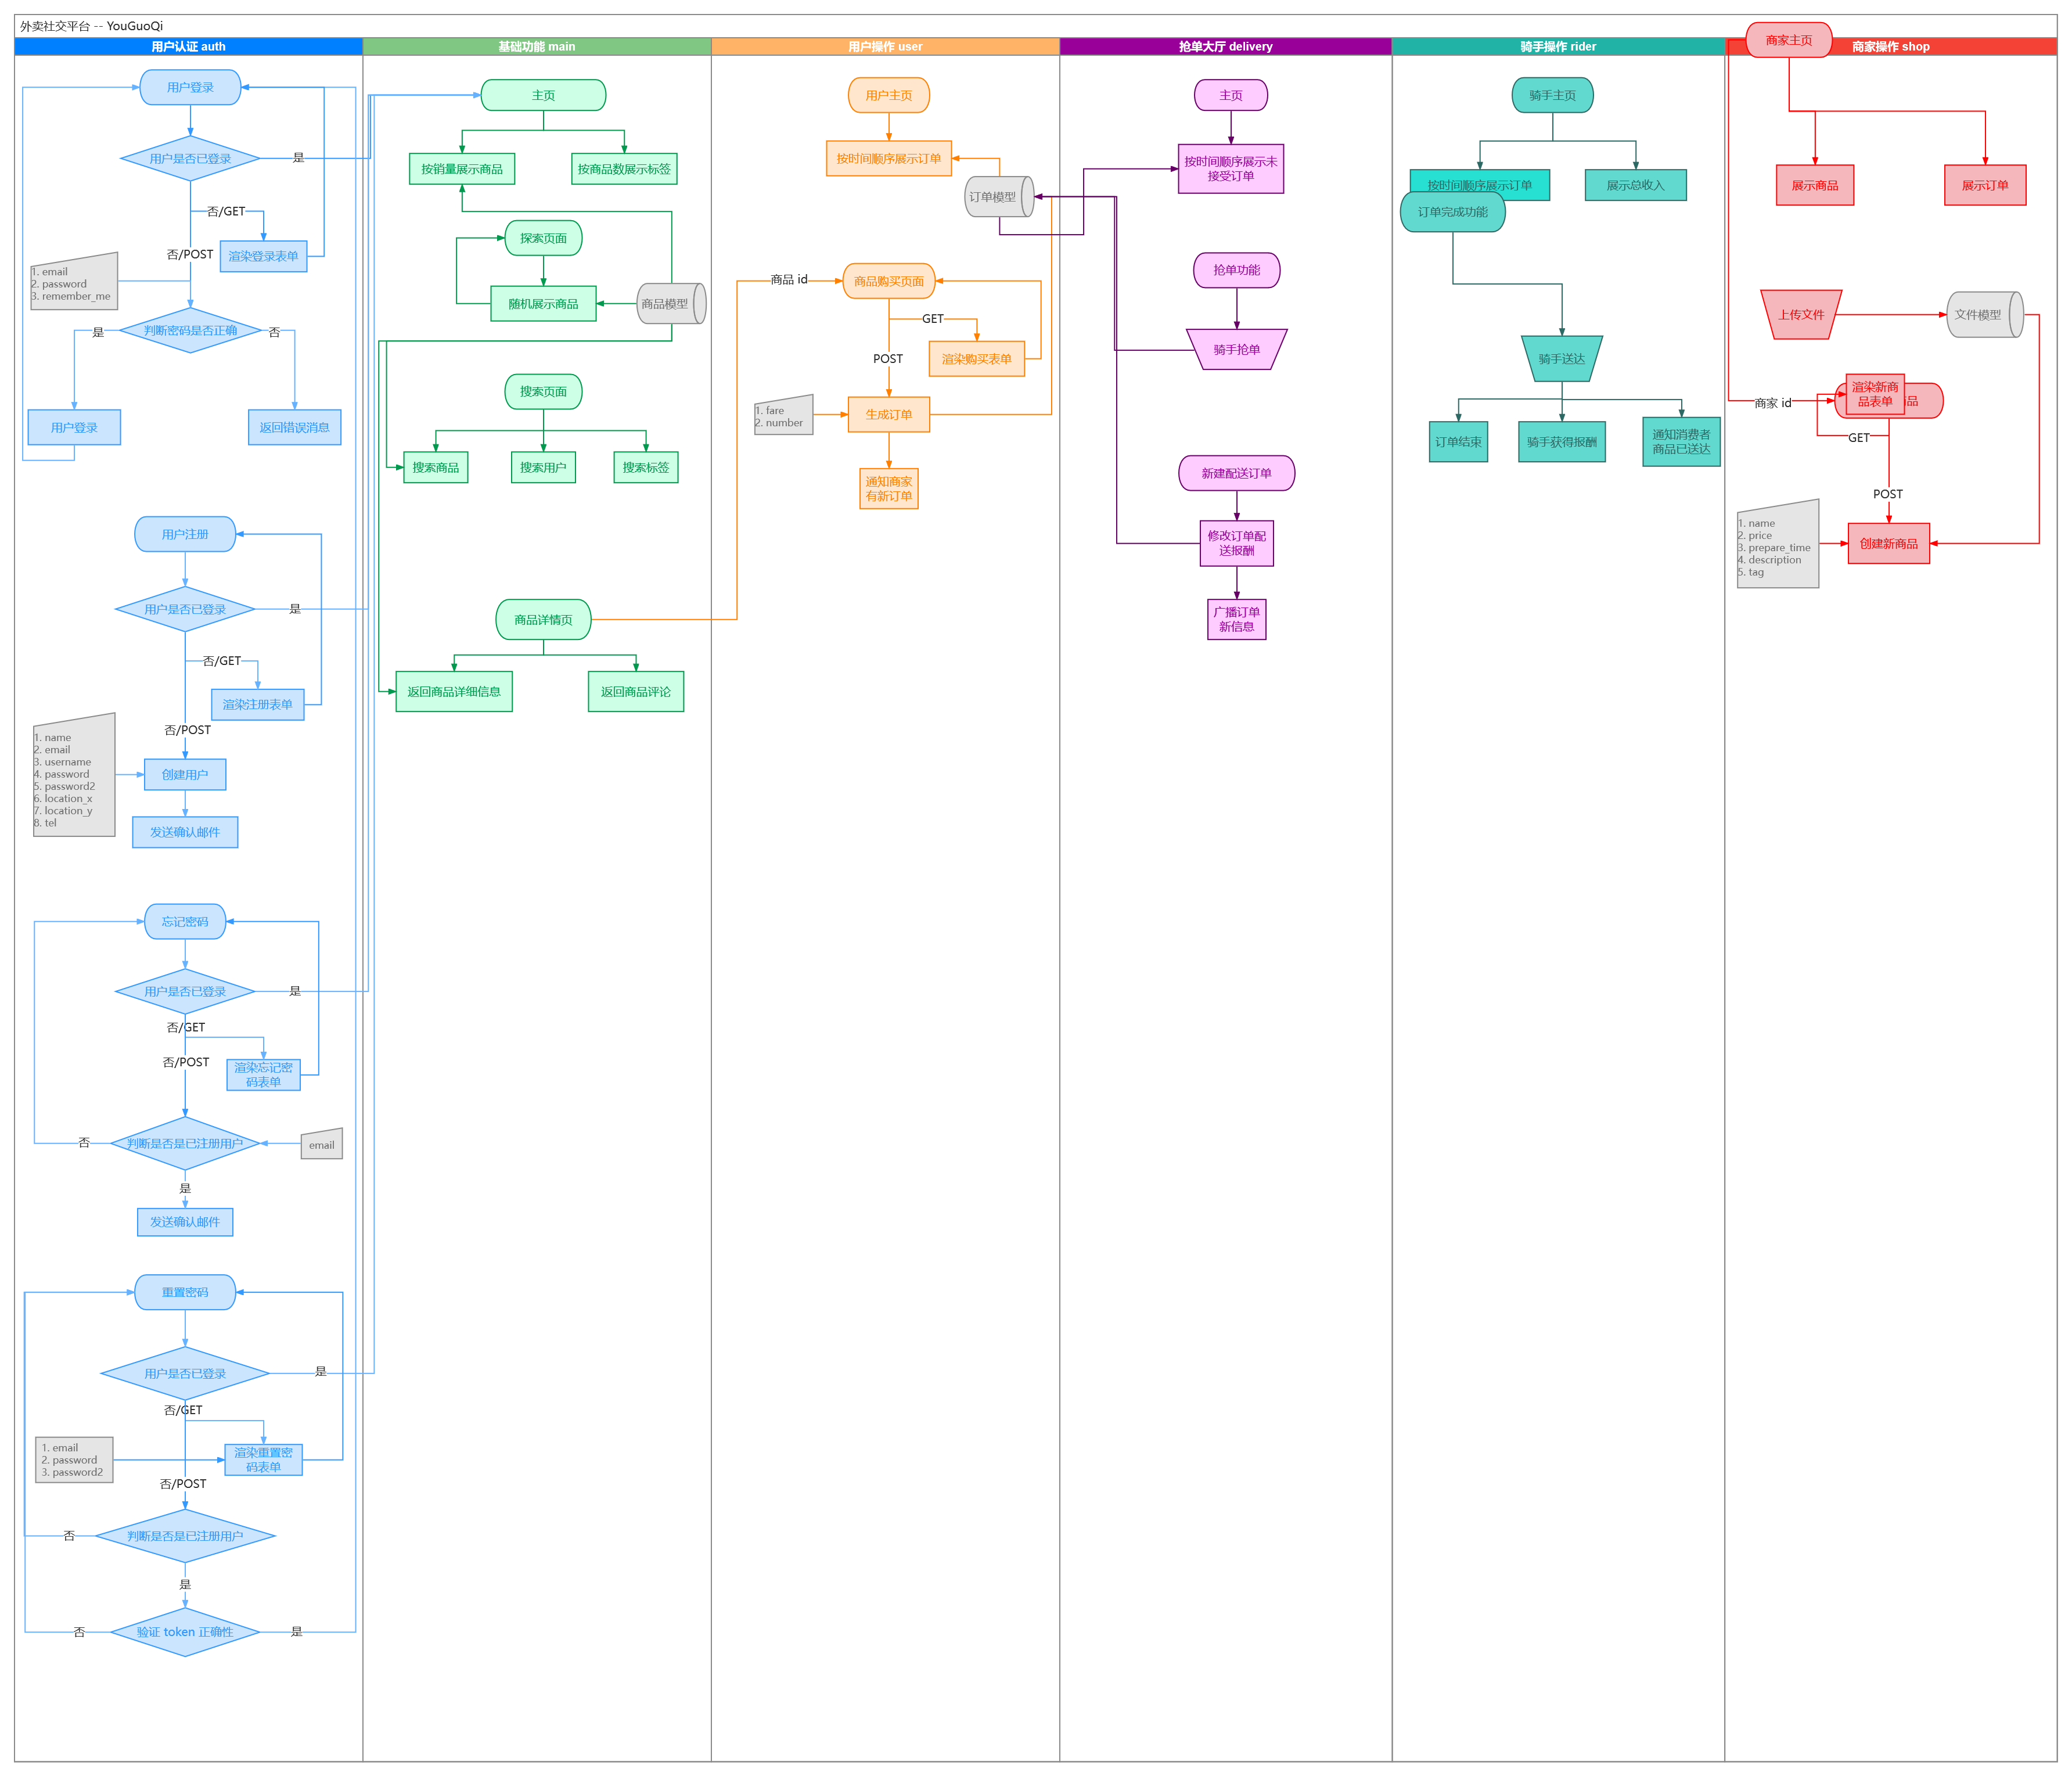 外卖社交平台 -- YouGuoQi
用户认证 auth
用户登录
用户是否已登录
是
否/GET
渲染登录表单
否/POST
1. email
2. password
3. remember_me
判断密码是否正确
是
否
用户登录
返回错误消息
用户注册
用户是否已登录
是
否/GET
渲染注册表单
否/POST
1. name
2. email
3. username
4. password
5. password2
6. location_x
7. location_y
8. tel
创建用户
发送确认邮件
忘记密码
用户是否已登录
是
否/GET
否/POST
渲染忘记密
码表单
判断是否是已注册用户
否
email
是
发送确认邮件
重置密码
用户是否已登录
是
否/GET
1. email
2. password
3. password2
渲染重置密
码表单
否/POST
判断是否是已注册用户
否
是
验证 token 正确性
否
是
基础功能 main
主页
按销量展示商品
按商品数展示标签
探索页面
随机展示商品
商品模型
搜索页面
搜索商品
搜索用户
搜索标签
商品详情页
返回商品详细信息
返回商品评论
用户操作 user
用户主页
按时间顺序展示订单
订单模型
商品 id
商品购买页面
GET
渲染购买表单
POST
1. fare
2. number
生成订单
通知商家
有新订单
抢单大厅 delivery
主页
按时间顺序展示未
接受订单
抢单功能
骑手抢单
新建配送订单
修改订单配
送报酬
广播订单
新信息
骑手操作 rider
骑手主页
按时间顺序展示订单
展示总收入
订单完成功能
骑手送达
订单结束
骑手获得报酬
通知消费者
商品已送达
商家操作 shop
商家主页
展示商品
展示订单
上传文件
文件模型
商家 id
渲染新商
品表单
品
GET
POST
1. name
2. price
3. prepare_time
4. description
5. tag
创建新商品